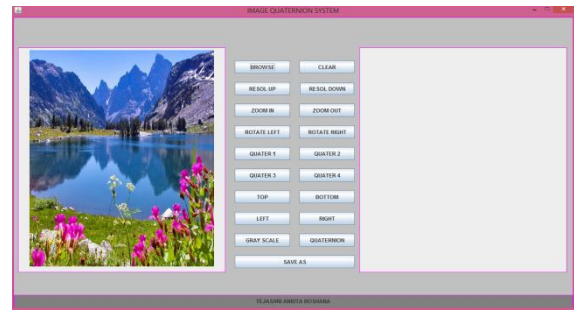 IMAGE QUATERNION SYSTEM
BROWSE CLEAR
RESOL UP RESOL DOWN
ZOOM IN ZOOM OUT
ROTATE LEFT ROTATE RIGHT
QUATER 1 QUATER 2
QUATER 3 QUATER 4
TOP BOTTOM
LEFT RIGHT
GRAY SCALE QUATERNION
SAVE AS
TEJASHRI ANKITA ROSHANA